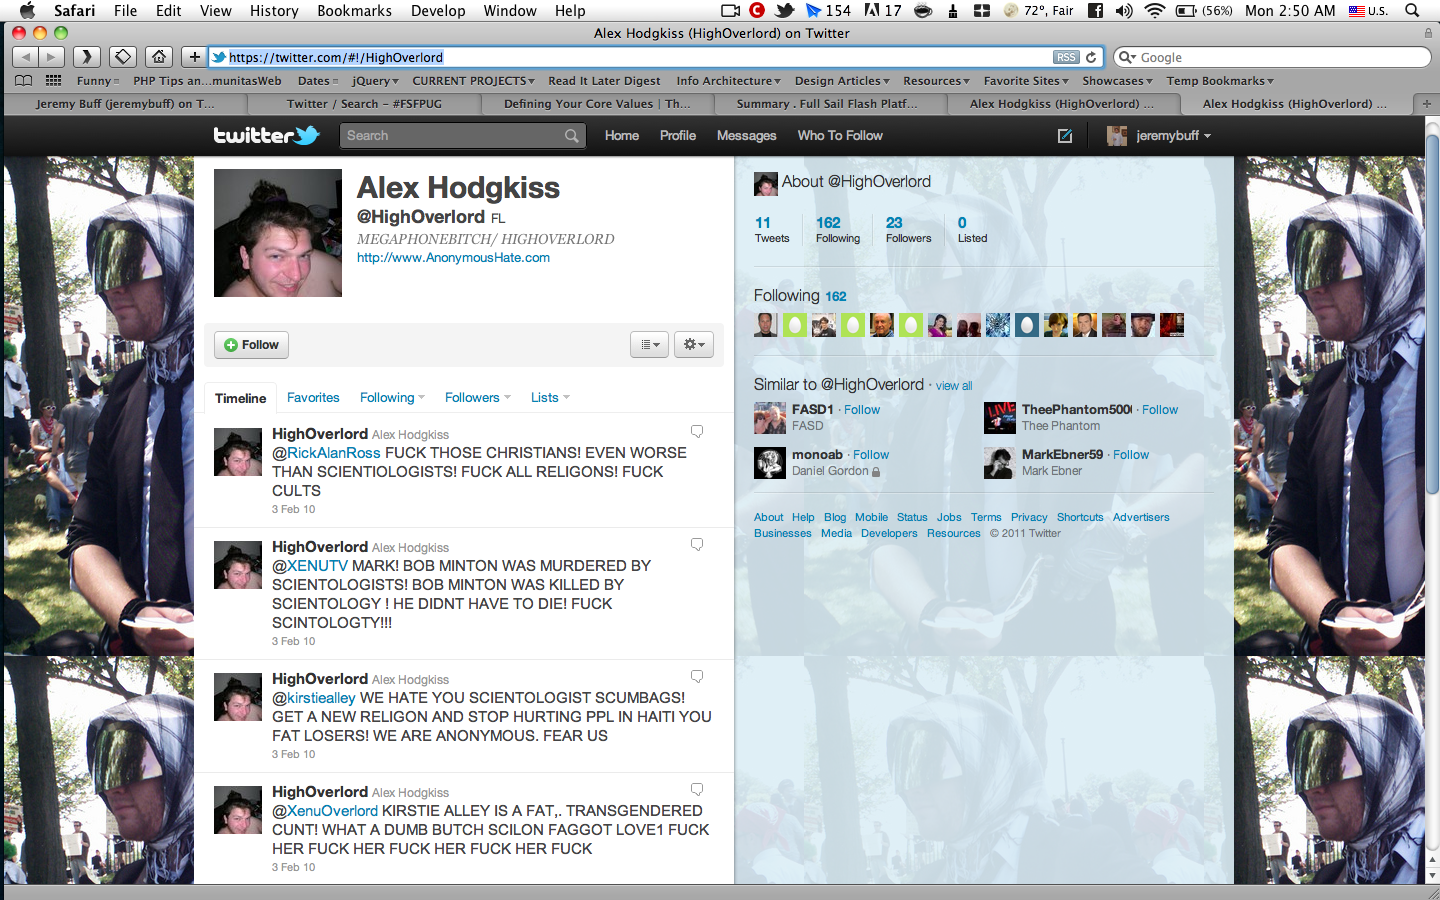 Safari File Edit View History Bookmarks Develop Window Help 154 17 72°, Fair (56%) Mon 2:50 AM U.S.
Alex Hodgkiss (HighOverlord) on Twitter
https://twitter.com/#!/HighOverlord RSS Google
Funny PHP Tips an...munitasWeb Dates jQuery CURRENT PROJECTS Read It Later Digest Info Architecture Design Articles Resources Favorite Sites Showcases Temp Bookmarks
Jeremy Buff (jeremybuff) on T... Twitter / Search - #FSFPUG Defining Your Core Values | Th... Summary . Full Sail Flash Platf... Alex Hodgkiss (HighOverlord) ... Alex Hodgkiss (HighOverlord) ...
twitter Search Home Profile Messages Who To Follow jeremybuff
Alex Hodgkiss
@HighOverlord FL
MEGAPHONEBITCH/ HIGHOVERLORD
http://www.AnonymousHate.com
Follow
Timeline Favorites Following Followers Lists
HighOverlord Alex Hodgkiss
@RickAlanRoss FUCK THOSE CHRISTIANS! EVEN WORSE
THAN SCIENTIOLOGISTS! FUCK ALL RELIGONS! FUCK
CULTS
3 Feb 10
HighOverlord Alex Hodgkiss
@XENUTV MARK! BOB MINTON WAS MURDERED BY
SCIENTOLOGISTS! BOB MINTON WAS KILLED BY
SCIENTOLOGY ! HE DIDNT HAVE TO DIE! FUCK
SCINTOLOGTY!!!
3 Feb 10
HighOverlord Alex Hodgkiss
@kirstiealley WE HATE YOU SCIENTOLOGIST SCUMBAGS!
GET A NEW RELIGON AND STOP HURTING PPL IN HAITI YOU
FAT LOSERS! WE ARE ANONYMOUS. FEAR US
3 Feb 10
HighOverlord Alex Hodgkiss
@XenuOverlord KIRSTIE ALLEY IS A FAT,. TRANSGENDERED
CUNT! WHAT A DUMB BUTCH SCILON FAGGOT LOVE1 FUCK
HER FUCK HER FUCK HER FUCK HER FUCK
3 Feb 10
About @HighOverlord
11 162 23 0
Tweets Following Followers Listed
Following 162
Similar to @HighOverlord · view all
FASD1 · Follow
FASD
TheePhantom5000 · Follow
Thee Phantom
monoab · Follow
Daniel Gordon
MarkEbner59 · Follow
Mark Ebner
About Help Blog Mobile Status Jobs Terms Privacy Shortcuts Advertisers
Businesses Media Developers Resources © 2011 Twitter